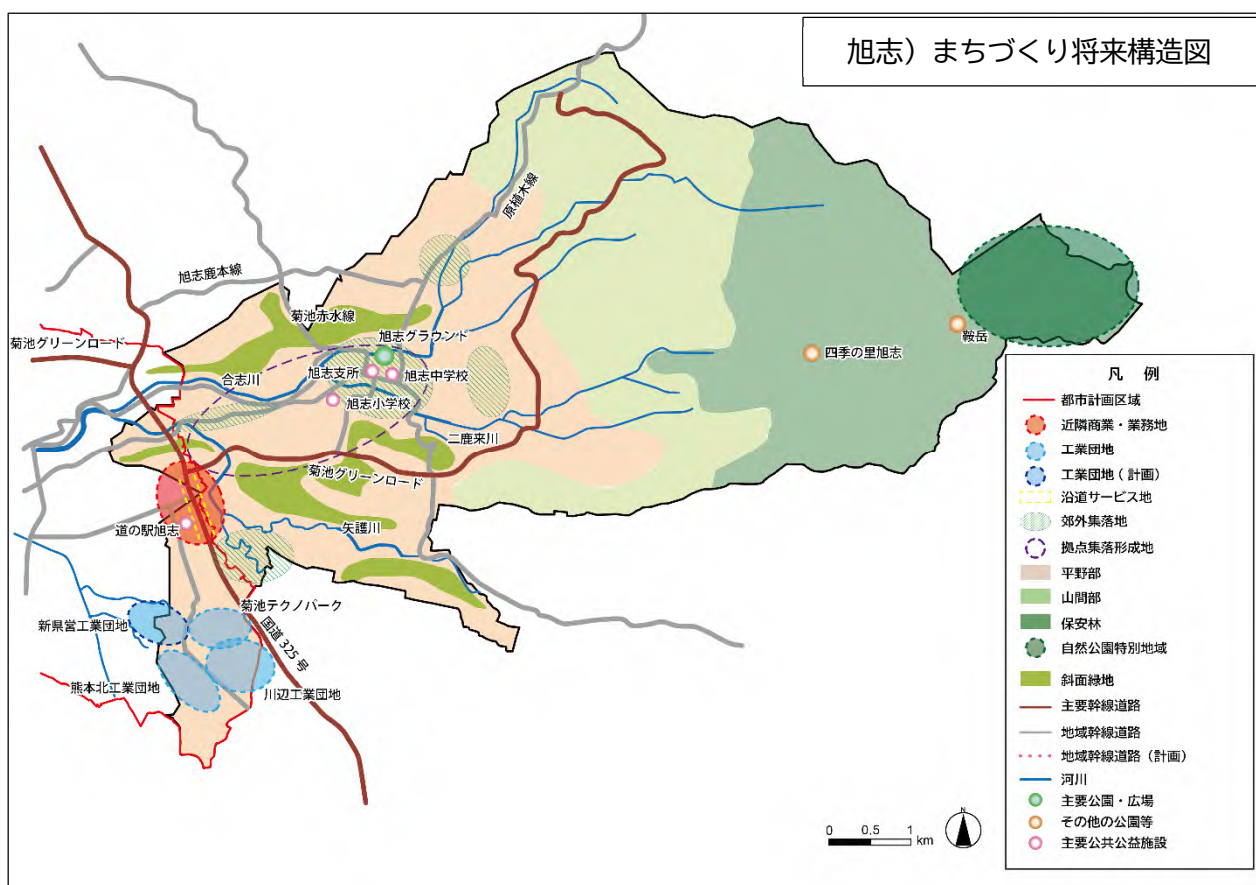 旭志）まちづくり将来構造図
原植木線
旭志鹿本線
菊池赤水線
旭志グラウンド
菊池グリーンロード
鞍岳
四季の里旭志
合志川
旭志支所
旭志中学校
旭志小学校
二鹿来川
菊池グリーンロード
矢護川
道の駅旭志
菊池テクノパーク
新県営工業団地
国道325号
熊本北工業団地
川辺工業団地
凡 例
都市計画区域
近隣商業・業務地
工業団地
工業団地（計画）
沿道サービス地
郊外集落地
拠点集落形成地
平野部
山間部
保安林
自然公園特別地域
斜面緑地
主要幹線道路
地域幹線道路
地域幹線道路（計画）
河川
主要公園・広場
その他の公園等
主要公共公益施設
0 0.5 1
km
N